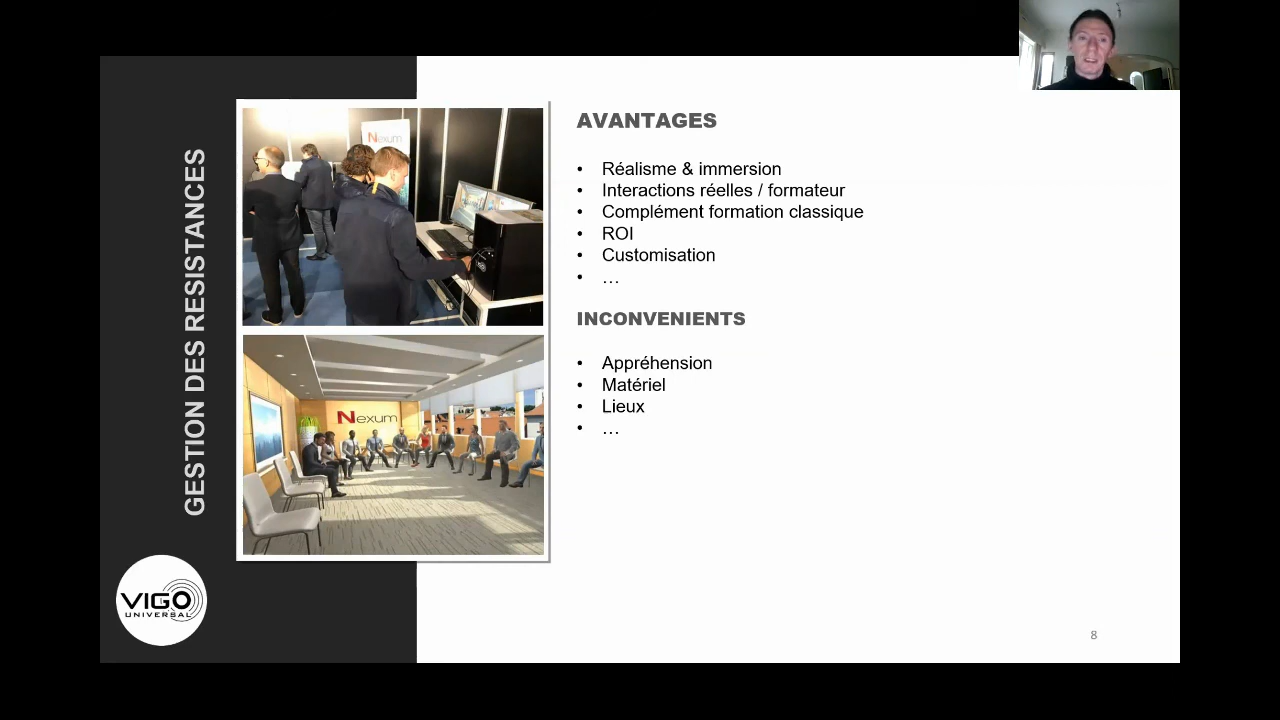 GESTION DES RESISTANCES
Nexum
Nexum
VIGO
UNIVERSAL
AVANTAGES
• Réalisme & immersion
• Interactions réelles / formateur
• Complément formation classique
• ROI
• Customisation
• …
INCONVENIENTS
• Appréhension
• Matériel
• Lieux
• …
8